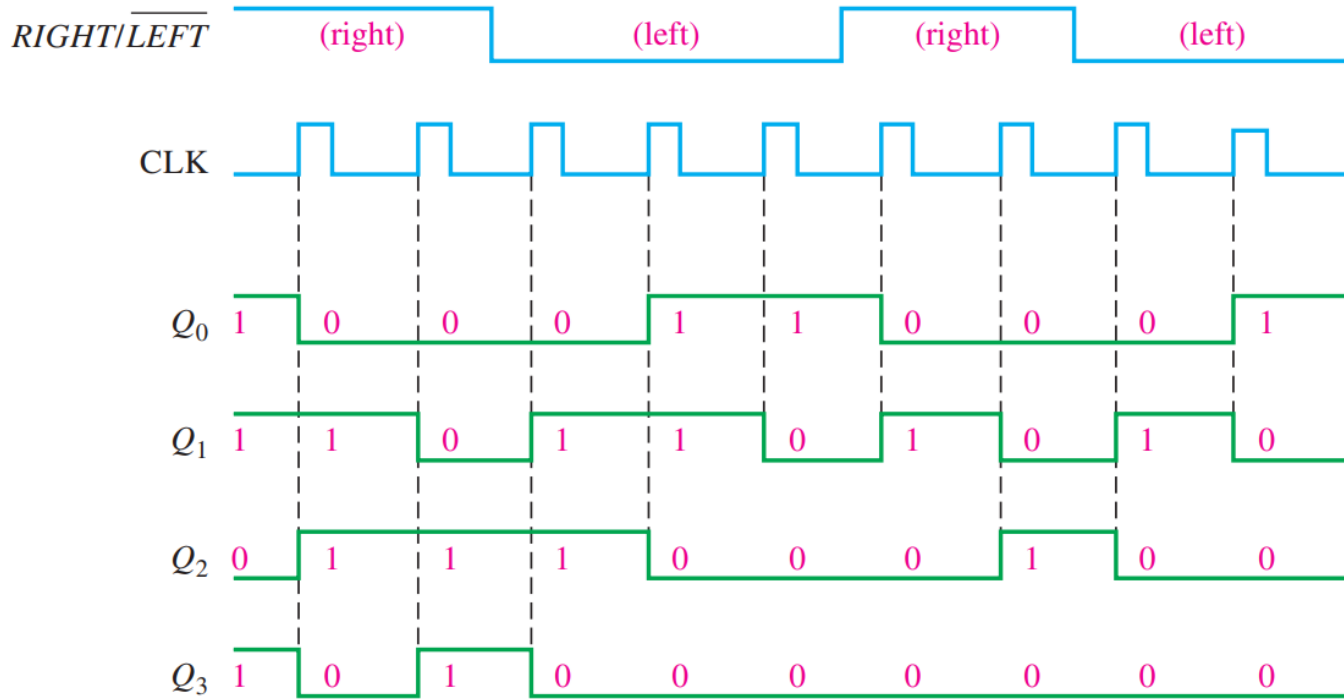 RIGHT/LEFT (right) (left) (right) (left)
CLK
Q0 1 0 0 0 1 1 0 0 0 1
Q1 1 1 0 1 1 0 1 0 1 0
Q2 0 1 1 1 0 0 0 1 0 0
Q3 1 0 1 0 0 0 0 0 0 0